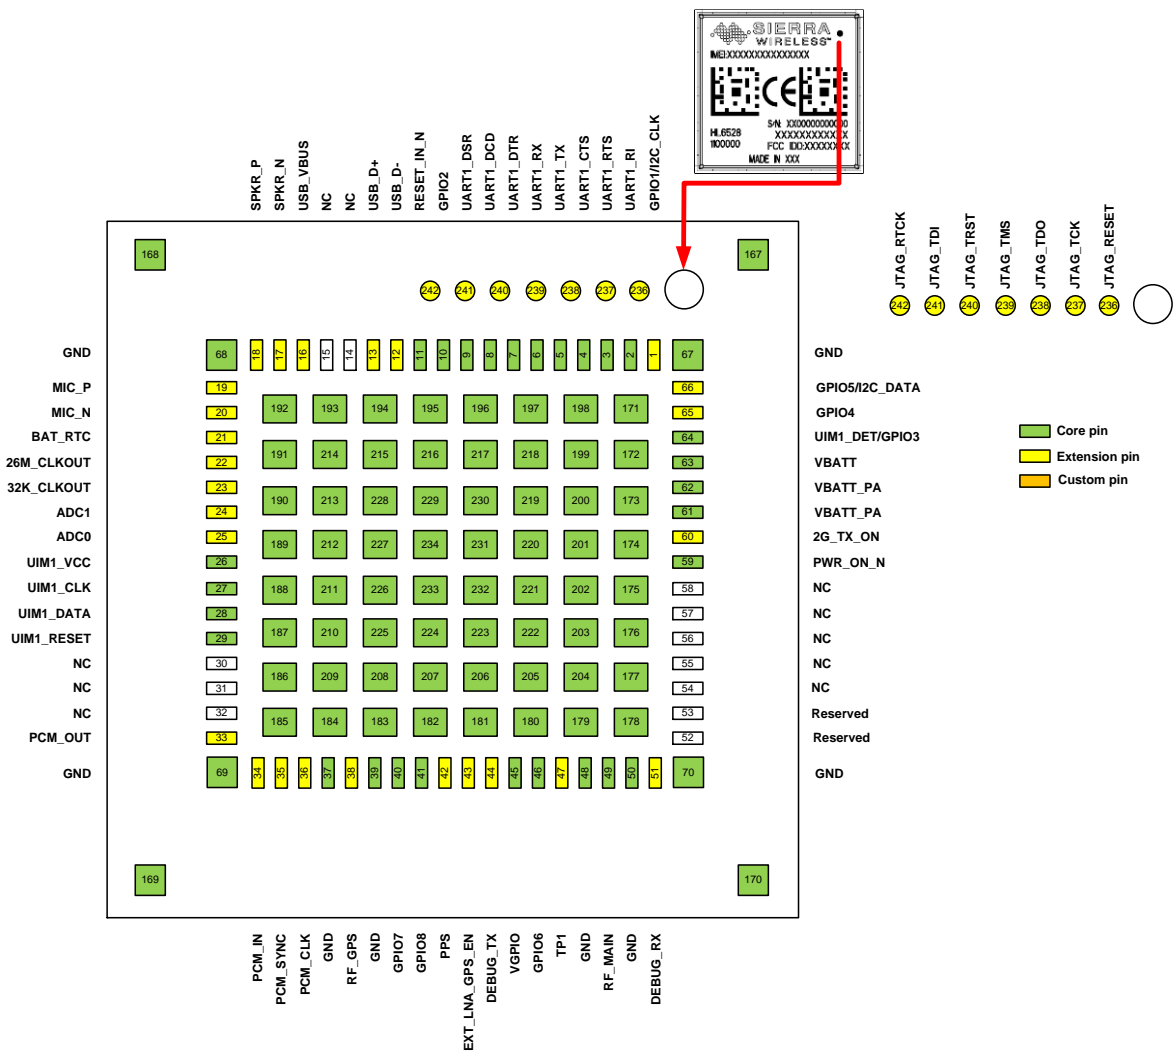 SIERRA
WIRELESS™
IMEI:XXXXXXXXXXXXXXX
CE
S/N: XX00000000000
HL6528
XXXXXXXXXXXX
1100000
FCC ID:XXXXXXXX
MADE IN XXX
SPKR_P
SPKR_N
USB_VBUS
NC
NC
USB_D+
USB_D-
RESET_IN_N
GPIO2
UART1_DSR
UART1_DCD
UART1_DTR
UART1_RX
UART1_TX
UART1_CTS
UART1_RTS
UART1_RI
GPIO1/I2C_CLK
JTAG_RTCK
JTAG_TDI
JTAG_TRST
JTAG_TMS
JTAG_TDO
JTAG_TCK
JTAG_RESET
242 241 240 239 238 237 236
168 167
242 241 240 239 238 237 236
GND 68 18 17 16 15 14 13 12 11 10 9 8 7 6 5 4 3 2 1 67 GND
MIC_P 19 66 GPIO5/I2C_DATA
MIC_N 20 192 193 194 195 196 197 198 171 65 GPIO4
BAT_RTC 21 64 UIM1_DET/GPIO3
26M_CLKOUT 22 191 214 215 216 217 218 199 172 63 VBATT
32K_CLKOUT 23 62 VBATT_PA
ADC1 24 190 213 228 229 230 219 200 173 61 VBATT_PA
ADC0 25 189 212 227 234 231 220 201 174 60 2G_TX_ON
UIM1_VCC 26 59 PWR_ON_N
UIM1_CLK 27 188 211 226 233 232 221 202 175 58 NC
UIM1_DATA 28 57 NC
UIM1_RESET 29 187 210 225 224 223 222 203 176 56 NC
NC 30 55 NC
NC 31 186 209 208 207 206 205 204 177 54 NC
NC 32 185 184 183 182 181 180 179 178 53 Reserved
PCM_OUT 33 52 Reserved
GND 69 34 35 36 37 38 39 40 41 42 43 44 45 46 47 48 49 50 51 70 GND
Core pin
Extension pin
Custom pin
169 170
PCM_IN
PCM_SYNC
PCM_CLK
GND
RF_GPS
GND
GPIO7
GPIO8
PPS
EXT_LNA_GPS_EN
DEBUG_TX
VGPIO
GPIO6
TP1
GND
RF_MAIN
GND
DEBUG_RX